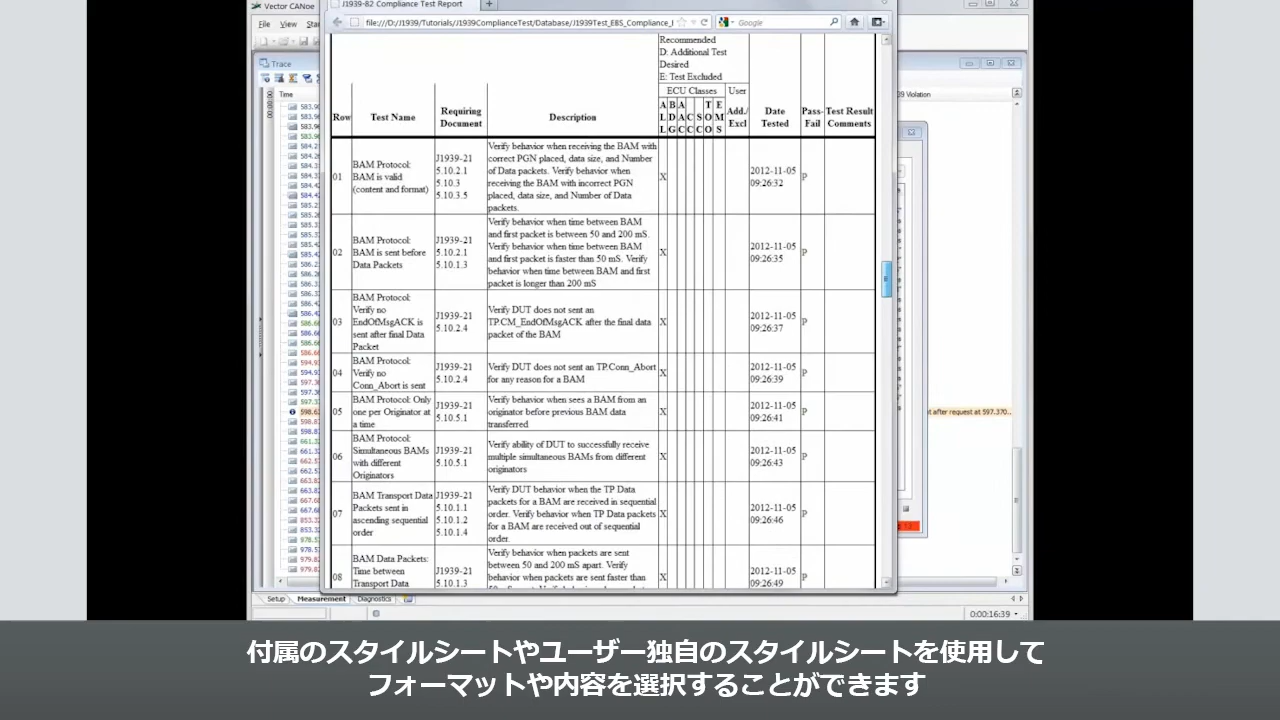 J1939-82 Compliance Test Report
Vector CANoe
File View
file:///D:/J1939/Tutorials/J1939ComplianceTest/Database/J1939Test_EBS_Compliance_
Google
Trace
Time
39 Violation
Recommended
D: Additional Test
Desired
E: Test Excluded
ECU Classes
User
Row
Test Name
Requiring
Document
Description
Add./
Excl
Date
Tested
Pass-
Fail
Test Result
Comments
01
BAM Protocol:
BAM is valid
(content and format)
J1939-21
5.10.2.1
5.10.3
5.10.3.5
Verify behavior when receiving the BAM with
correct PGN placed, data size, and Number
of Data packets. Verify behavior when
receiving the BAM with incorrect PGN
placed, data size, and Number of Data
packets.
X
2012-11-05
09:26:32
P
02
BAM Protocol:
BAM is sent before
Data Packets
J1939-21
5.10.2.1
5.10.1.3
Verify behavior when time between BAM
and first packet is between 50 and 200 mS.
Verify behavior when time between BAM
and first packet is faster than 50 mS. Verify
behavior when time between BAM and first
packet is longer than 200 mS
X
2012-11-05
09:26:35
P
03
BAM Protocol:
Verify no
EndOfMsgACK is
sent after final Data
Packet
J1939-21
5.10.2.4
Verify DUT does not sent an
TP.CM_EndOfMsgACK after the final data
packet of the BAM
X
2012-11-05
09:26:37
P
04
BAM Protocol:
Verify no
Conn_Abort is sent
J1939-21
5.10.2.4
Verify DUT does not sent an TP.Conn_Abort
for any reason for a BAM
X
2012-11-05
09:26:39
P
05
BAM Protocol: Only
one per Originator at
a time
J1939-21
5.10.5.1
Verify behavior when sees a BAM from an
originator before previous BAM data
transferred
X
2012-11-05
09:26:41
P
06
BAM Protocol:
Simultaneous BAMs
with different
Originators
J1939-21
5.10.5.1
Verify ability of DUT to successfully receive
multiple simultaneous BAMs from different
originators
X
2012-11-05
09:26:43
P
07
BAM Transport Data
Packets sent in
ascending sequential
order
J1939-21
5.10.1.1
5.10.1.2
5.10.1.4
Verify DUT behavior when the TP Data
packets for a BAM are received in sequential
order. Verify behavior when TP Data packets
for a BAM are received out of sequential
order.
X
2012-11-05
09:26:46
P
08
BAM Data Packets:
Time between
Transport Data
J1939-21
5.10.1.3
Verify behavior when packets are sent
between 50 and 200 mS apart. Verify
behavior when packets are sent faster than
X
2012-11-05
09:26:49
P
t after request at 597.370...
Setup Measurement Diagnostics
0:00:16:39
付属のスタイルシートやユーザー独自のスタイルシートを使用して
フォーマットや内容を選択することができます